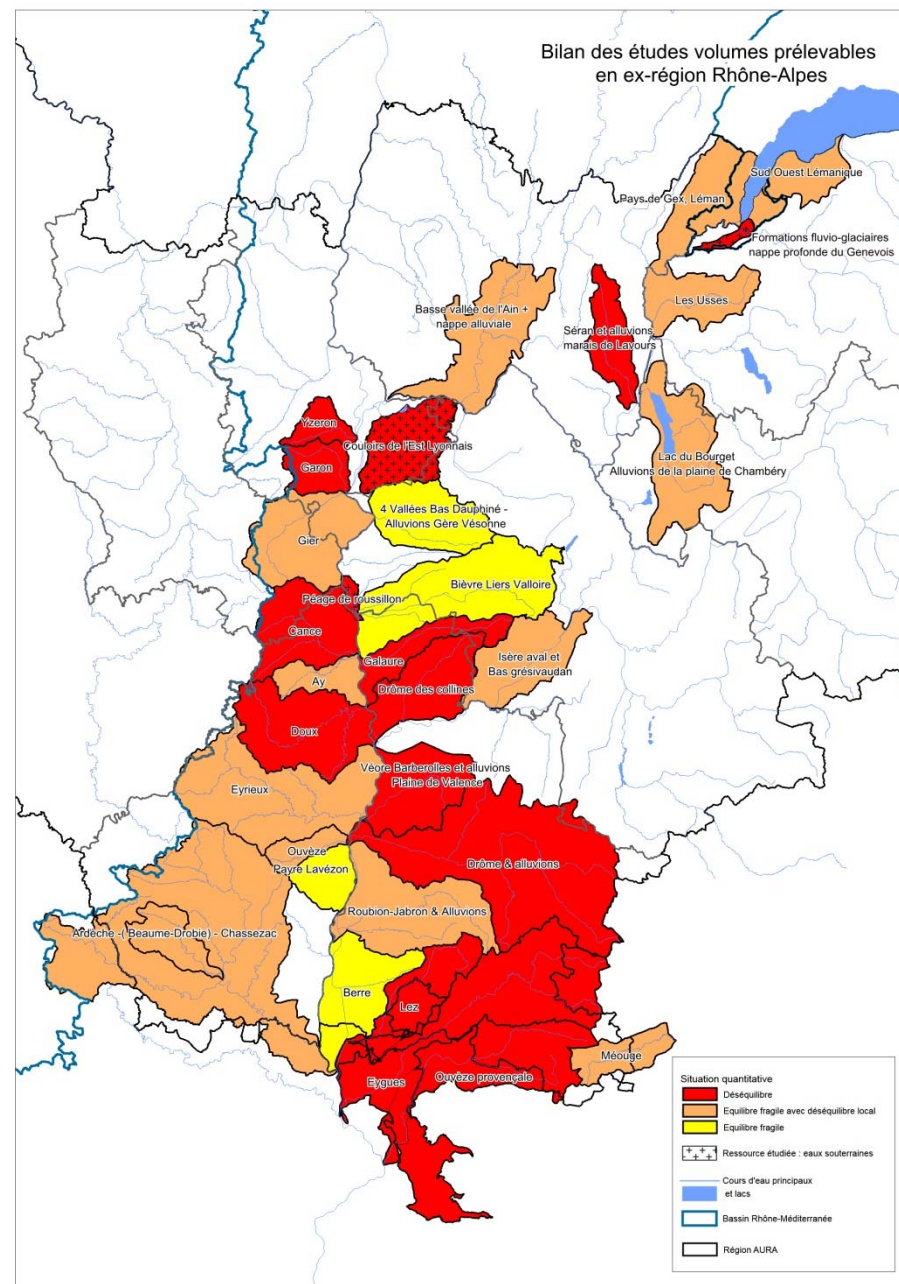 Bilan des études volumes prélevables
en ex-région Rhône-Alpes
Sud Ouest Lémanique
Pays de Gex, Léman
Formations fluvio-glaciaires
nappe profonde du Genevois
Les Usses
Basse vallée de l'Ain +
nappe alluviale
Séran et alluvions
marais de Lavours
Yzeron
Couloirs de l'Est Lyonnais
Garon
Lac du Bourget
Alluvions de la plaine de Chambéry
4 Vallées Bas Dauphiné -
Alluvions Gère Vésonne
Gier
Bièvre Liers Valloire
Péage de roussillon
Cance
Isère aval et
Bas grésivaudan
Galaure
Ay
Drôme des collines
Doux
Véore Barberolles et alluvions
Plaine de Valence
Eyrieux
Ouvèze
Payre Lavézon
Drôme & alluvions
Roubion-Jabron & Alluvions
Ardèche -( Beaume-Drobie) - Chassezac
Berre
Lez
Méouge
Eygues
Ouvèze provençale
Situation quantitative
Déséquilibre
Equilibre fragile avec déséquilibre local
Equilibre fragile
Ressource étudiée : eaux souterraines
Cours d'eau principaux
et lacs
Bassin Rhône-Méditerranée
Région AURA